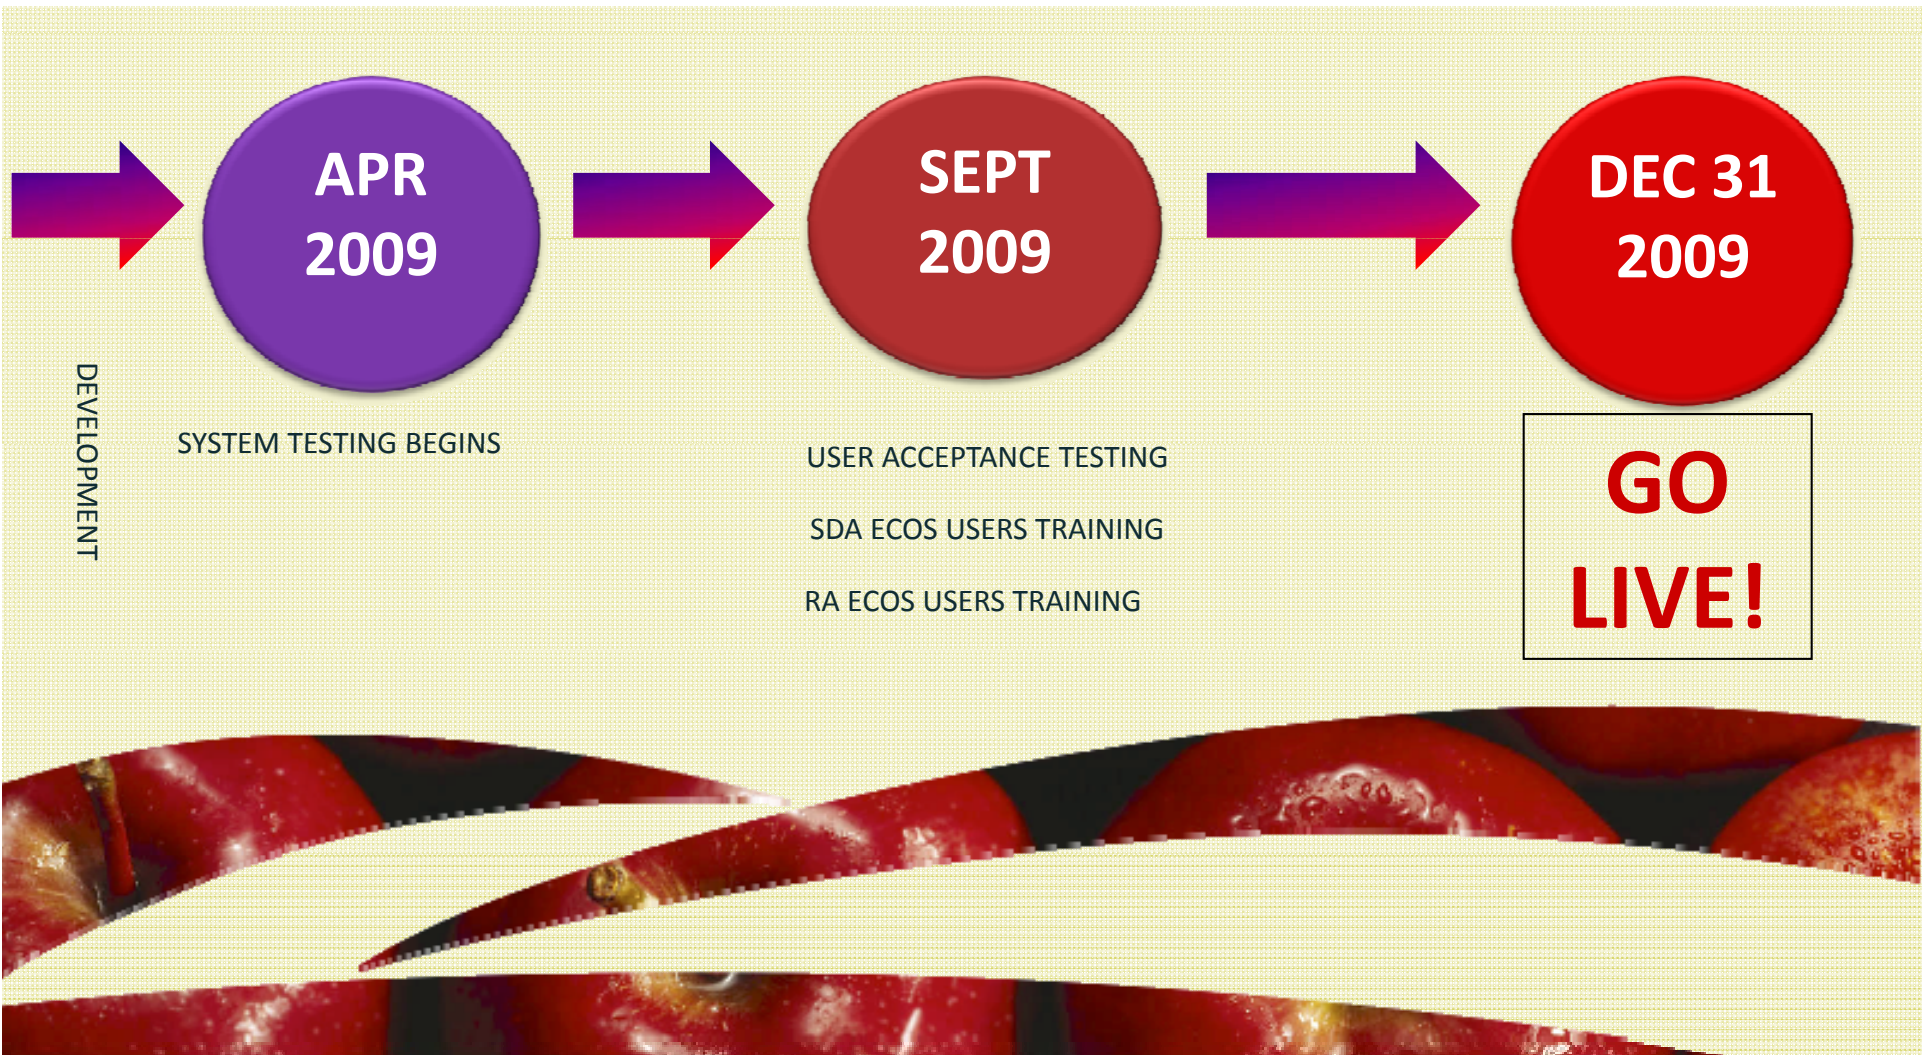 APR
2009
SEPT
2009
DEC 31
2009
DEVELOPMENT
SYSTEM TESTING BEGINS
USER ACCEPTANCE TESTING
SDA ECOS USERS TRAINING
RA ECOS USERS TRAINING
GO
LIVE!